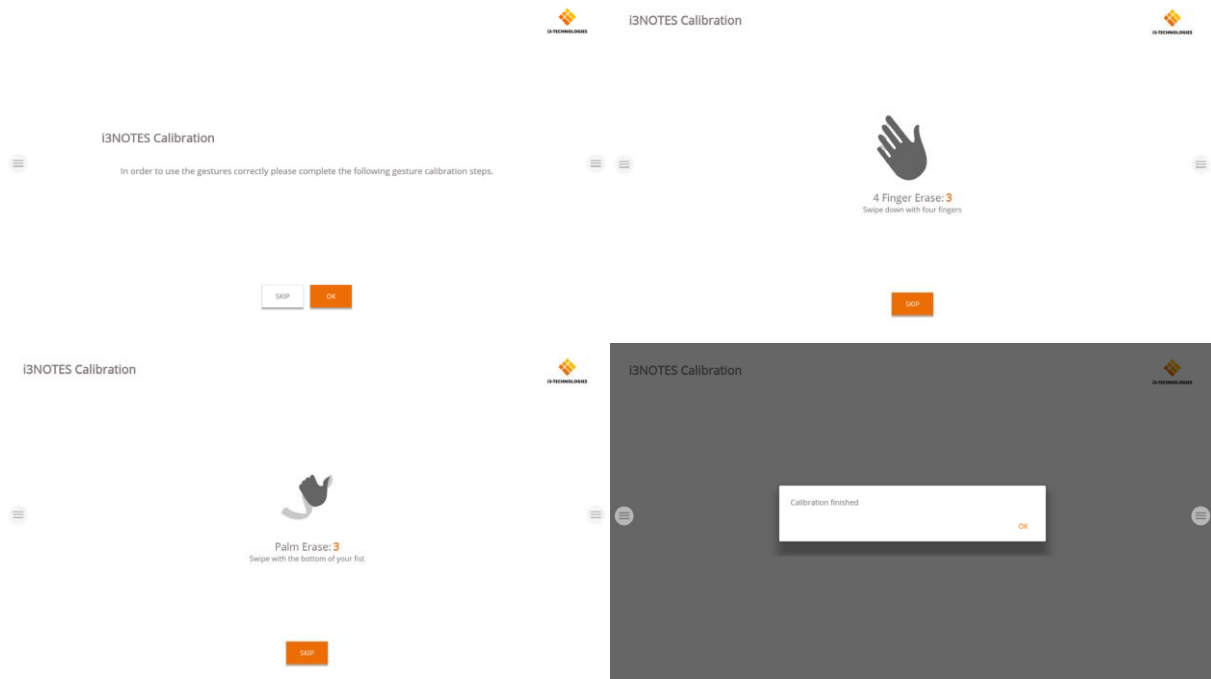 i3-TECHNOLOGIES
i3NOTES Calibration
In order to use the gestures correctly please complete the following gesture calibration steps.
SKIP
OK
i3NOTES Calibration
i3-TECHNOLOGIES
4 Finger Erase: 3
Swipe down with four fingers
SKIP
i3NOTES Calibration
i3-TECHNOLOGIES
Palm Erase: 3
Swipe with the bottom of your fist
SKIP
i3NOTES Calibration
i3-TECHNOLOGIES
Calibration finished
OK